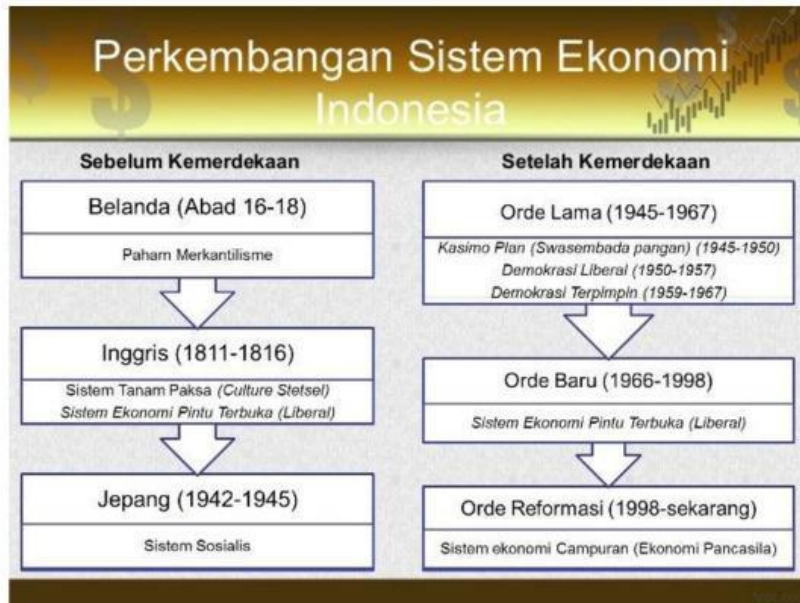 Perkembangan Sistem Ekonomi
Indonesia
Sebelum Kemerdekaan
Belanda (Abad 16-18)
Paham Merkantilisme
Inggris (1811-1816)
Sistem Tanam Paksa (Culture Stetsel)
Sistem Ekonomi Pintu Terbuka (Liberal)
Jepang (1942-1945)
Sistem Sosialis
Setelah Kemerdekaan
Orde Lama (1945-1967)
Kasimo Plan (Swasembada pangan) (1945-1950)
Demokrasi Liberal (1950-1957)
Demokrasi Terpimpin (1959-1967)
Orde Baru (1966-1998)
Sistem Ekonomi Pintu Terbuka (Liberal)
Orde Reformasi (1998-sekarang)
Sistem ekonomi Campuran (Ekonomi Pancasila)